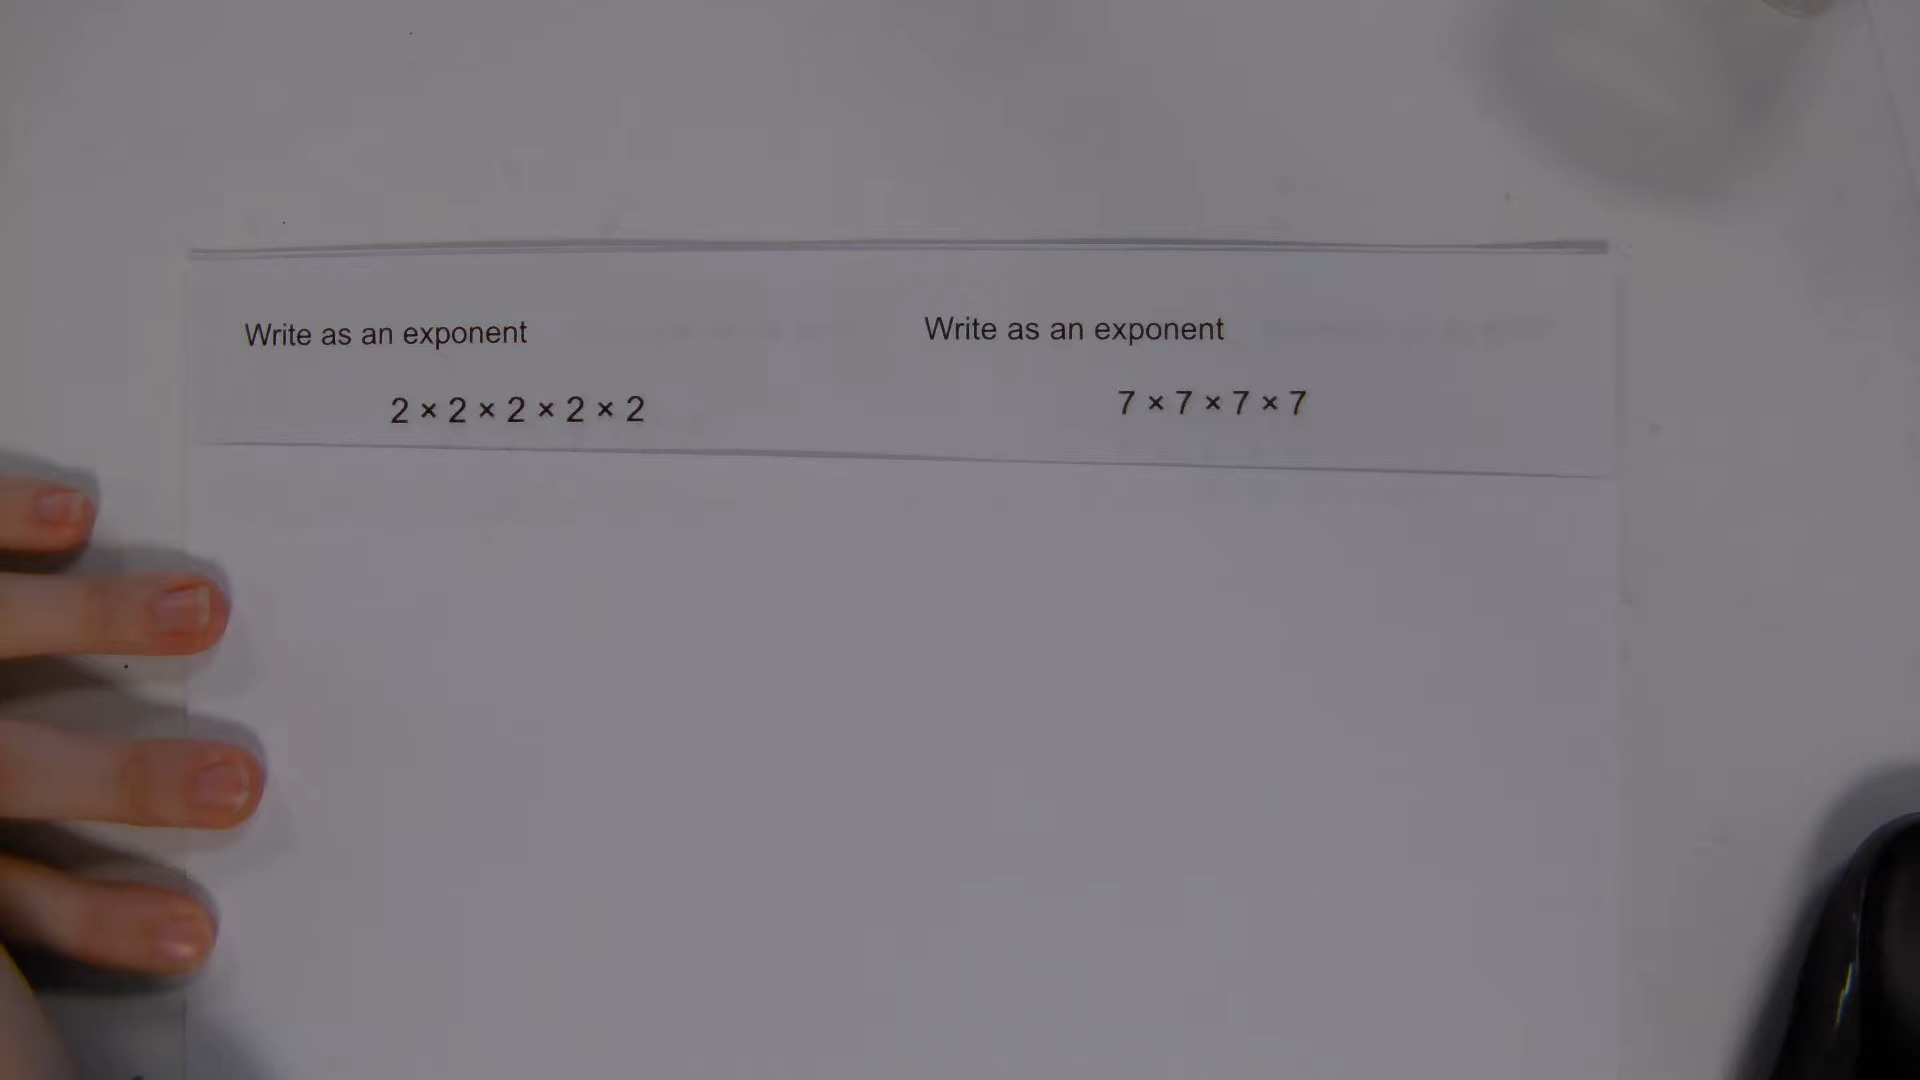 Write as an exponent
2 × 2 × 2 × 2 × 2
Write as an exponent
7 × 7 × 7 × 7